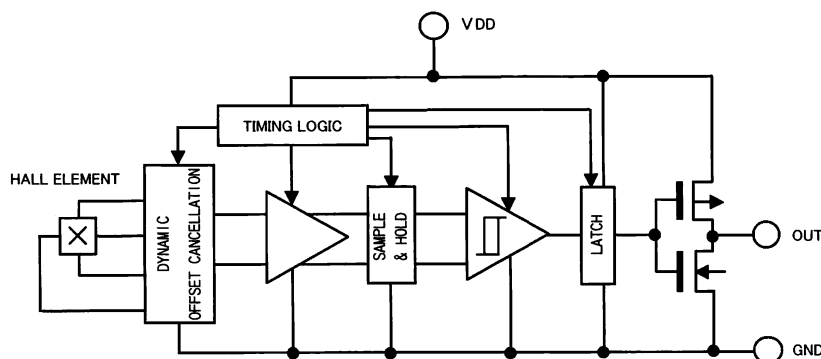 VDD
TIMING LOGIC
HALL ELEMENT
DYNAMIC
OFFSET CANCELLATION
SAMPLE
& HOLD
LATCH
OUT
GND